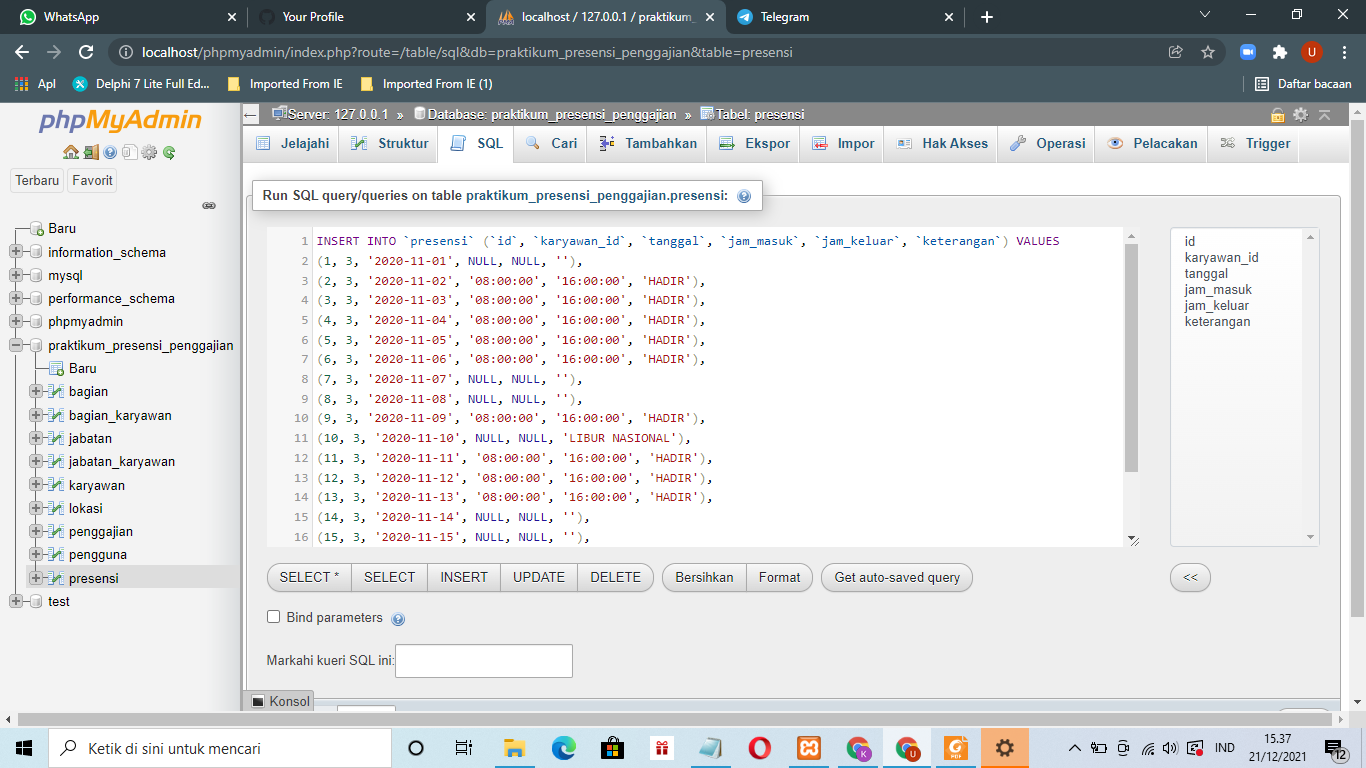 WhatsApp
Your Profile
localhost / 127.0.0.1 / praktikum_
Telegram
localhost/phpmyadmin/index.php?route=/table/sql&db=praktikum_presensi_penggajian&table=presensi
U
Apl
Delphi 7 Lite Full Ed...
Imported From IE
Imported From IE (1)
Daftar bacaan
phpMyAdmin
Terbaru
Favorit
Baru
information_schema
mysql
performance_schema
phpmyadmin
praktikum_presensi_penggajian
Baru
bagian
bagian_karyawan
jabatan
jabatan_karyawan
karyawan
lokasi
penggajian
pengguna
presensi
test
Server: 127.0.0.1 » Database: praktikum_presensi_penggajian » Tabel: presensi
Jelajahi
Struktur
SQL
Cari
Tambahkan
Ekspor
Impor
Hak Akses
Operasi
Pelacakan
Trigger
Run SQL query/queries on table praktikum_presensi_penggajian.presensi:
1 INSERT INTO `presensi` (`id`, `karyawan_id`, `tanggal`, `jam_masuk`, `jam_keluar`, `keterangan`) VALUES
2 (1, 3, '2020-11-01', NULL, NULL, ''),
3 (2, 3, '2020-11-02', '08:00:00', '16:00:00', 'HADIR'),
4 (3, 3, '2020-11-03', '08:00:00', '16:00:00', 'HADIR'),
5 (4, 3, '2020-11-04', '08:00:00', '16:00:00', 'HADIR'),
6 (5, 3, '2020-11-05', '08:00:00', '16:00:00', 'HADIR'),
7 (6, 3, '2020-11-06', '08:00:00', '16:00:00', 'HADIR'),
8 (7, 3, '2020-11-07', NULL, NULL, ''),
9 (8, 3, '2020-11-08', NULL, NULL, ''),
10 (9, 3, '2020-11-09', '08:00:00', '16:00:00', 'HADIR'),
11 (10, 3, '2020-11-10', NULL, NULL, 'LIBUR NASIONAL'),
12 (11, 3, '2020-11-11', '08:00:00', '16:00:00', 'HADIR'),
13 (12, 3, '2020-11-12', '08:00:00', '16:00:00', 'HADIR'),
14 (13, 3, '2020-11-13', '08:00:00', '16:00:00', 'HADIR'),
15 (14, 3, '2020-11-14', NULL, NULL, ''),
16 (15, 3, '2020-11-15', NULL, NULL, ''),
id
karyawan_id
tanggal
jam_masuk
jam_keluar
keterangan
SELECT *
SELECT
INSERT
UPDATE
DELETE
Bersihkan
Format
Get auto-saved query
<<
Bind parameters
Markahi kueri SQL ini:
Konsol
Ketik di sini untuk mencari
K
U
PDF
IND
15.37
21/12/2021
12